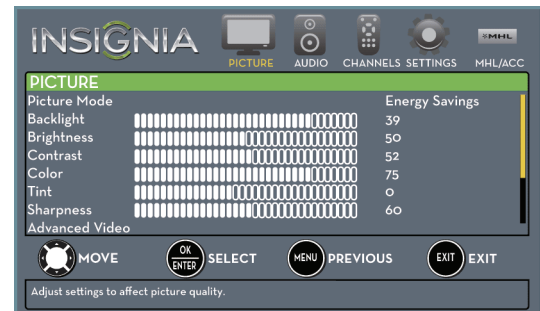 INSIGNIA
PICTURE AUDIO CHANNELS SETTINGS MHL/ACC
MHL
PICTURE
Picture Mode Energy Savings
Backlight 39
Brightness 50
Contrast 52
Color 75
Tint 0
Sharpness 60
Advanced Video
MOVE OK ENTER SELECT MENU PREVIOUS EXIT EXIT
Adjust settings to affect picture quality.